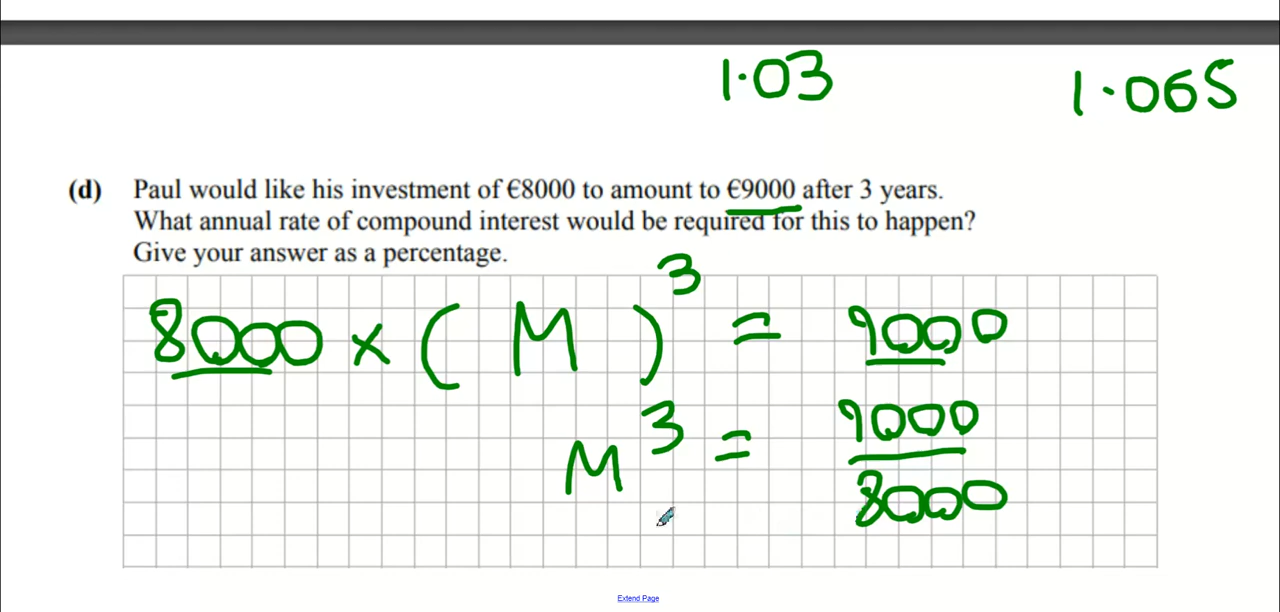 1.03 1.065
(d) Paul would like his investment of €8000 to amount to €9000 after 3 years.
What annual rate of compound interest would be required for this to happen?
Give your answer as a percentage.
8000 × ( M )³ = 9000
M³ = 9000
8000
Extend Page